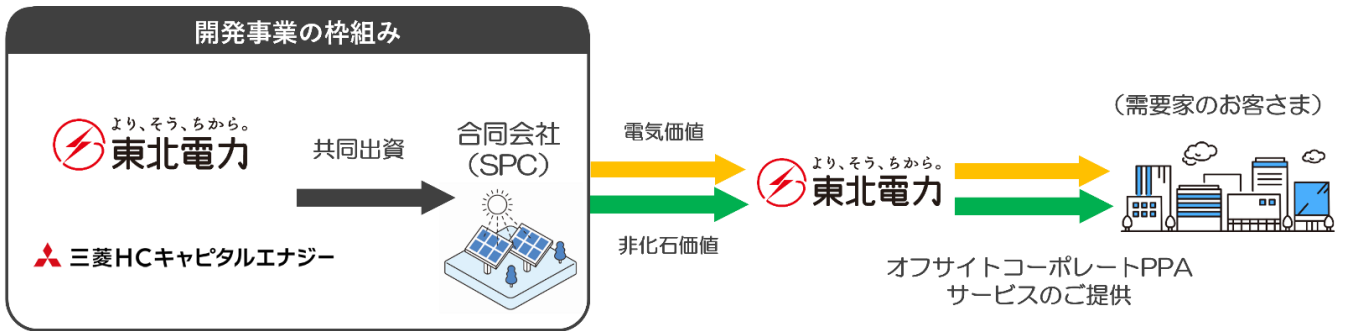 開発事業の枠組み
より、そう、ちから。
東北電力
三菱HCキャピタルエナジー
共同出資
合同会社
（SPC）
電気価値
非化石価値
より、そう、ちから。
東北電力
オフサイトコーポレートPPA
サービスのご提供
（需要家のお客さま）